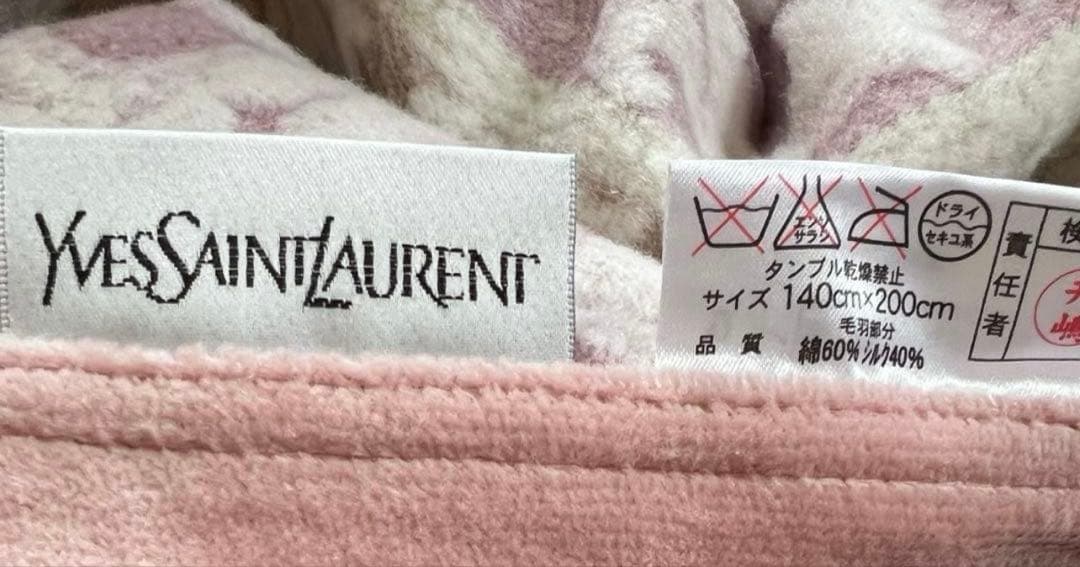 YVESSAINTLAURENT
エンソ
サラシ
ドライ
セキユ系
タンブル乾燥禁止
サイズ 140cm×200cm
毛羽部分
品質 綿60%シルク40%
責任者
検